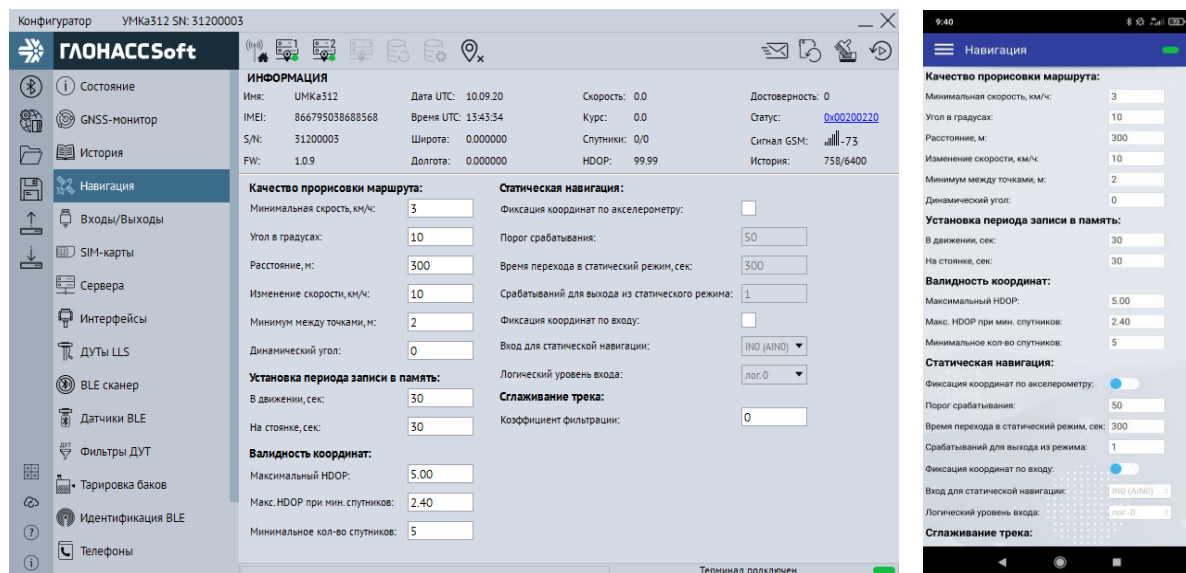 Конфигуратор УМКа312 SN: 31200003
ГЛОНАССSoft
Состояние
GNSS-монитор
История
Навигация
Входы/Выходы
SIM-карты
Сервера
Интерфейсы
ДУТы LLS
BLE сканер
Датчики BLE
Фильтры ДУТ
Тарировка баков
Идентификация BLE
Телефоны
ИНФОРМАЦИЯ
Имя: UMKa312 Дата UTC: 10.09.20 Скорость: 0.0 Достоверность: 0
IMEI: 866795038688568 Время UTC: 13:43:34 Курс: 0.0 Статус: 0x00200220
S/N: 31200003 Широта: 0.000000 Спутники: 0/0 Сигнал GSM: -73
FW: 1.0.9 Долгота: 0.000000 HDOP: 99.99 История: 758/6400
Качество прорисовки маршрута:
Минимальная скрость, км/ч: 3
Угол в градусах: 10
Расстояние, м: 300
Изменение скорости, км/ч: 10
Минимум между точками, м: 2
Динамический угол: 0
Установка периода записи в память:
В движении, сек: 30
На стоянке, сек: 30
Валидность координат:
Максимальный HDOP: 5.00
Макс. HDOP при мин. спутников: 2.40
Минимальное кол-во спутников: 5
Статическая навигация:
Фиксация координат по акселерометру:
Порог срабатывания: 50
Время перехода в статический режим, сек: 300
Срабатываний для выхода из статического режима: 1
Фиксация координат по входу:
Вход для статической навигации: IN0 (AIN0)
Логический уровень входа: лог. 0
Сглаживание трека:
Коэффициент фильтрации: 0
Терминал подключен
9:40
Навигация
Качество прорисовки маршрута:
Минимальная скорость, км/ч: 3
Угол в градусах: 10
Расстояние, м: 300
Изменение скорости, км/ч: 10
Минимум между точками, м: 2
Динамический угол: 0
Установка периода записи в память:
В движении, сек: 30
На стоянке, сек: 30
Валидность координат:
Максимальный HDOP: 5.00
Макс. HDOP при мин. спутников: 2.40
Минимальное кол-во спутников: 5
Статическая навигация:
Фиксация координат по акселерометру:
Порог срабатывания: 50
Время перехода в статический режим, сек: 300
Срабатываний для выхода из режима: 1
Фиксация координат по входу:
Вход для статической навигации: IN0 (AIN0)
Логический уровень входа: лог. 0
Сглаживание трека: